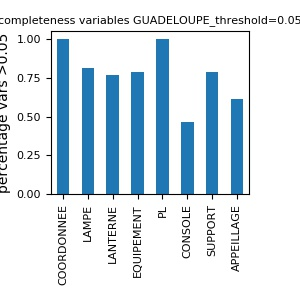 completeness variables GUADELOUPE_threshold=0.05
percentage vars >0.05
1.00
0.75
0.50
0.25
0.00
COORDONNEE
LAMPE
LANTERNE
EQUIPEMENT
PL
CONSOLE
SUPPORT
APPEILLAGE